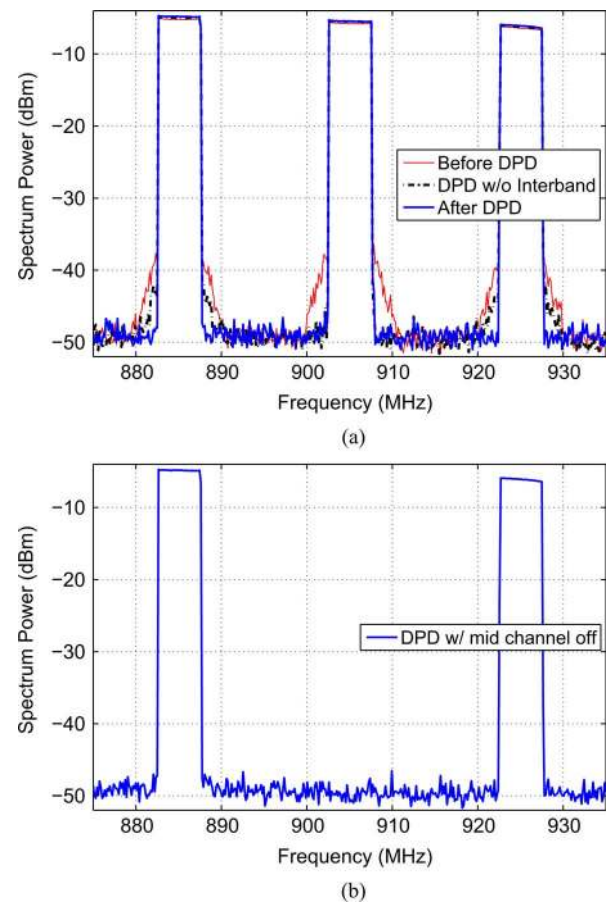 −10
−20
−30
−40
−50
Spectrum Power (dBm)
Before DPD
DPD w/o Interband
After DPD
880 890 900 910 920 930
Frequency (MHz)
(a)
−10
−20
−30
−40
−50
Spectrum Power (dBm)
DPD w/ mid channel off
880 890 900 910 920 930
Frequency (MHz)
(b)